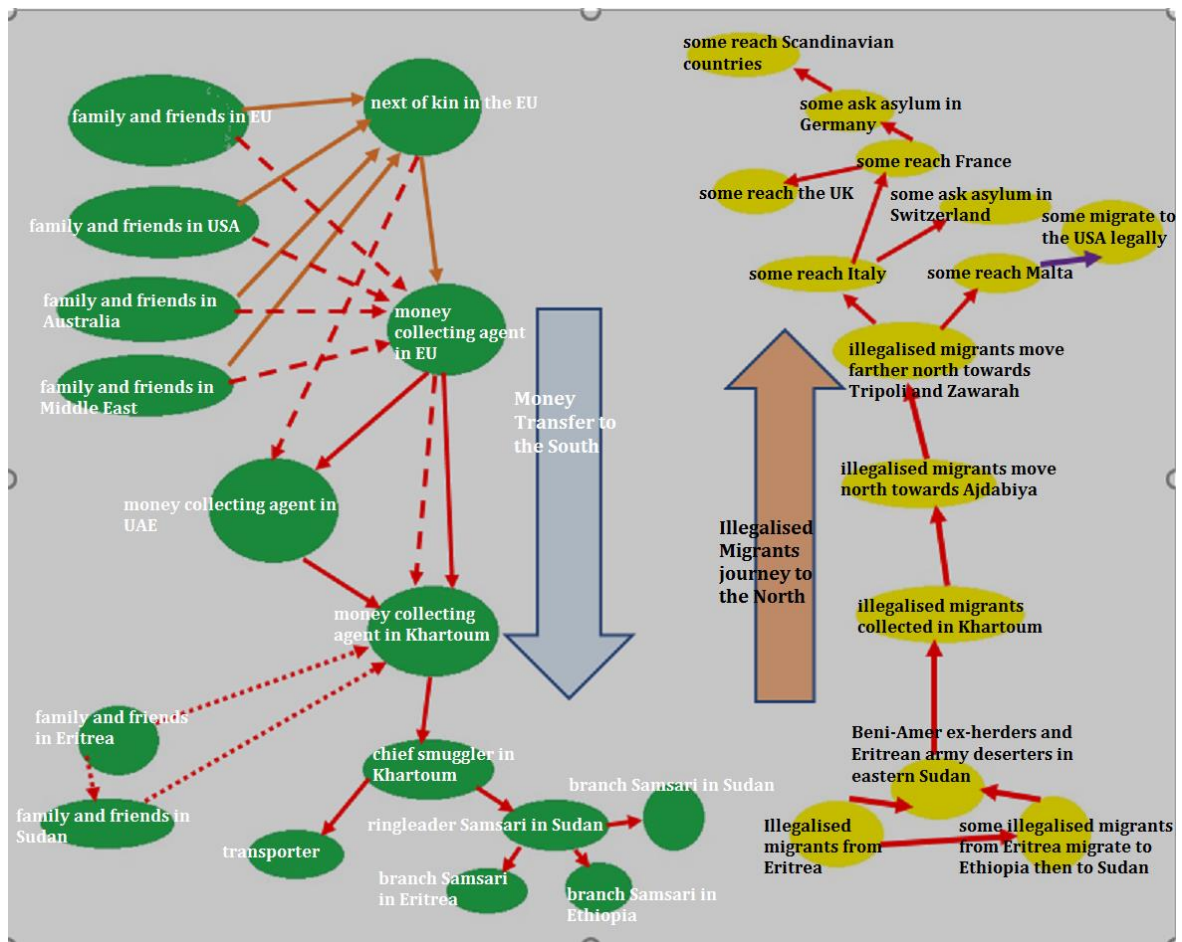 family and friends in EU
next of kin in the EU
family and friends in USA
family and friends in
Australia
money
collecting agent
in EU
family and friends in
Middle East
Money
Transfer to
the South
money collecting agent in
UAE
money collecting
agent in Khartoum
family and friends
in Eritrea
chief smuggler in
Khartoum
family and friends in
Sudan
branch Samsari in Sudan
ringleader Samsari in Sudan
transporter
branch Samsari
in Eritrea
branch Samsari in
Ethiopia
some reach Scandinavian
countries
some ask asylum in
Germany
some reach France
some reach the UK
some ask asylum in
Switzerland
some migrate to
the USA legally
some reach Italy
some reach Malta
illegalised migrants move
farther north towards
Tripoli and Zawarah
illegalised migrants move
north towards Ajdabiya
Illegalised
Migrants
journey to
the North
illegalised migrants
collected in Khartoum
Beni-Amer ex-herders and
Eritrean army deserters in
eastern Sudan
Illegalised
migrants from
Eritrea
some illegalised migrants
from Eritrea migrate to
Ethiopia then to Sudan